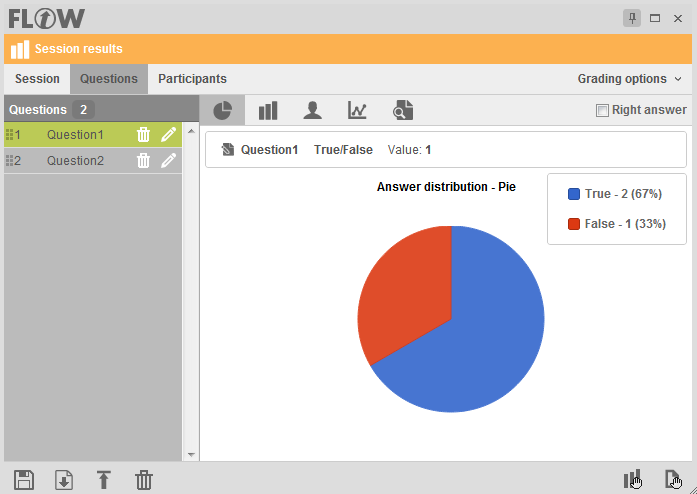 FLOW
Session results
Session Questions Participants Grading options
Questions 2 Right answer
1 Question1
2 Question2
Question1 True/False Value: 1
Answer distribution - Pie
True - 2 (67%)
False - 1 (33%)